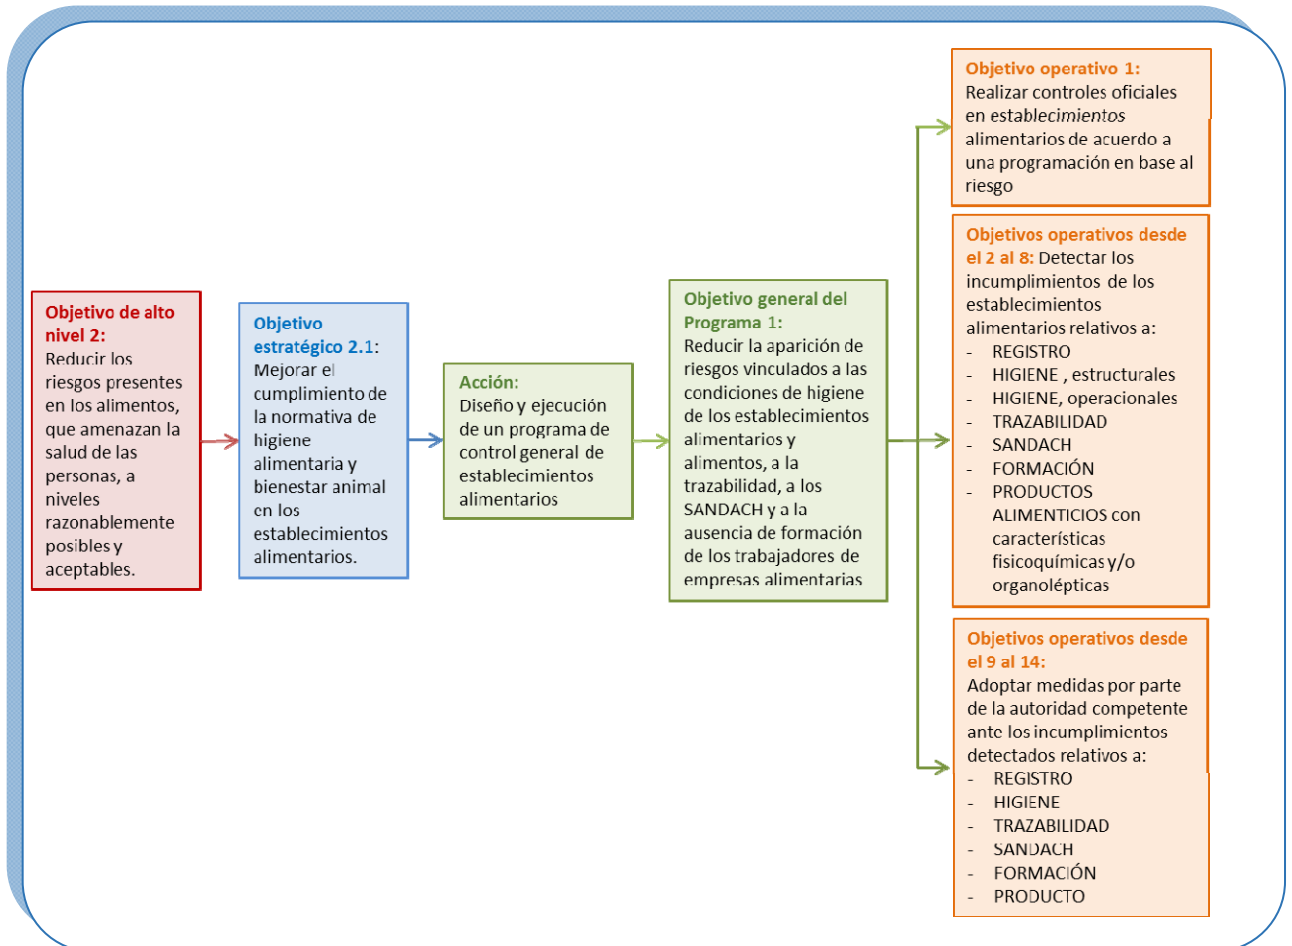 Objetivo de alto
nivel 2:
Reducir los
riesgos presentes
en los alimentos,
que amenazan la
salud de las
personas, a
niveles
razonablemente
posibles y
aceptables.
Objetivo
estratégico 2.1:
Mejorar el
cumplimiento de
la normativa de
higiene
alimentaria y
bienestar animal
en los
establecimientos
alimentarios.
Acción:
Diseño y ejecución
de un programa de
control general de
establecimientos
alimentarios
Objetivo general del
Programa 1:
Reducir la aparición de
riesgos vinculados a las
condiciones de higiene
de los establecimientos
alimentarios y
alimentos, a la
trazabilidad, a los
SANDACH y a la
ausencia de formación
de los trabajadores de
empresas alimentarias
Objetivo operativo 1:
Realizar controles oficiales
en establecimientos
alimentarios de acuerdo a
una programación en base al
riesgo
Objetivos operativos desde
el 2 al 8: Detectar los
incumplimientos de los
establecimientos
alimentarios relativos a:
- REGISTRO
- HIGIENE , estructurales
- HIGIENE, operacionales
- TRAZABILIDAD
- SANDACH
- FORMACIÓN
- PRODUCTOS
ALIMENTICIOS con
características
fisicoquímicas y/o
organolépticas
Objetivos operativos desde
el 9 al 14:
Adoptar medidas por parte
de la autoridad competente
ante los incumplimientos
detectados relativos a:
- REGISTRO
- HIGIENE
- TRAZABILIDAD
- SANDACH
- FORMACIÓN
- PRODUCTO